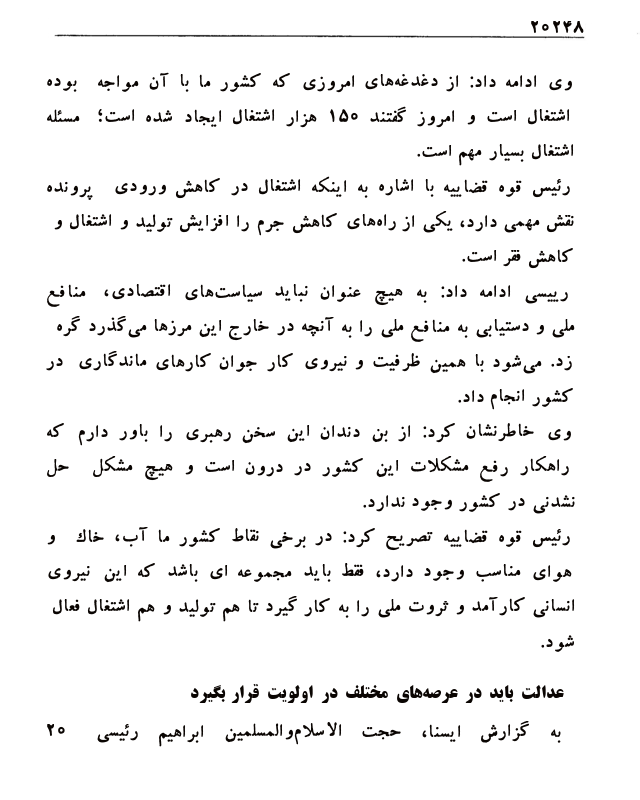 ۲۰۲۴۸
وی ادامه داد: از دغدغه‌های امروزی که کشور ما با آن مواجه بوده
اشتغال است و امروز گفتند ۱۵۰ هزار اشتغال ایجاد شده است؛ مسئله
اشتغال بسیار مهم است.
رئیس قوه قضاییه با اشاره به اینکه اشتغال در کاهش ورودی پرونده
نقش مهمی دارد، یکی از راه‌های کاهش جرم را افزایش تولید و اشتغال و
کاهش فقر است.
رییسی ادامه داد: به هیچ عنوان نباید سیاست‌های اقتصادی، منافع
ملی و دستیابی به منافع ملی را به آنچه در خارج این مرزها می‌گذرد گره
زد. می‌شود با همین ظرفیت و نیروی کار جوان کارهای ماندگاری در
کشور انجام داد.
وی خاطرنشان کرد: از بن دندان این سخن رهبری را باور دارم که
راهکار رفع مشکلات این کشور در درون است و هیچ مشکل حل
نشدنی در کشور وجود ندارد.
رئیس قوه قضاییه تصریح کرد: در برخی نقاط کشور ما آب، خاك و
هوای مناسب وجود دارد، فقط باید مجموعه ای باشد که این نیروی
انسانی کارآمد و ثروت ملی را به کار گیرد تا هم تولید و هم اشتغال فعال
شود.
عدالت باید در عرصه‌های مختلف در اولویت قرار بگیرد
به گزارش ایسنا، حجت الاسلام‌والمسلمین ابراهیم رئیسی ۲۰